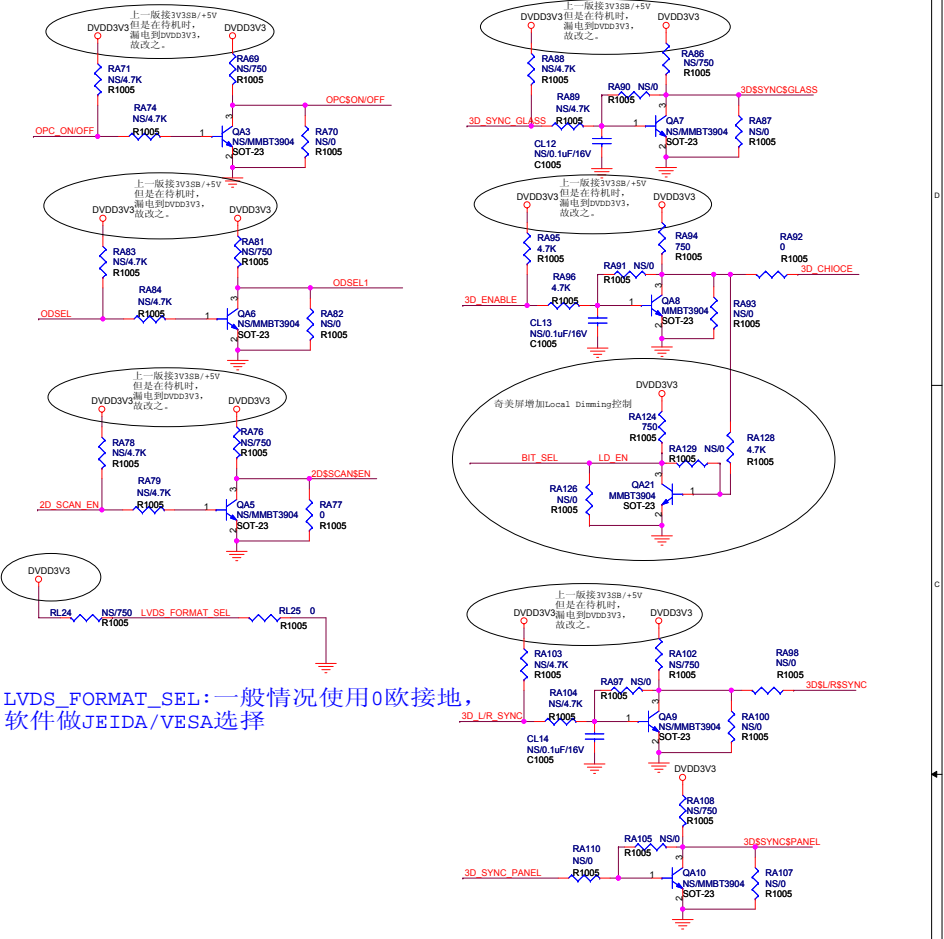 上一版接3V3SB/+5V
但是在待机时,
漏电到DVDD3V3,
故改之。
DVDD3V3
DVDD3V3
RA71
NS/4.7K
R1005
RA69
NS/750
R1005
RA74
NS/4.7K
R1005
OPC_ON/OFF
OPC$ON/OFF
1
3
2
QA3
NS/MMBT3904
SOT-23
RA70
NS/0
R1005
上一版接3V3SB/+5V
但是在待机时,
漏电到DVDD3V3,
故改之。
DVDD3V3
DVDD3V3
RA83
NS/4.7K
R1005
RA81
NS/750
R1005
RA84
NS/4.7K
R1005
ODSEL
ODSEL1
1
3
2
QA6
NS/MMBT3904
SOT-23
RA82
NS/0
R1005
上一版接3V3SB/+5V
但是在待机时,
漏电到DVDD3V3,
故改之。
DVDD3V3
DVDD3V3
RA78
NS/4.7K
R1005
RA76
NS/750
R1005
RA79
NS/4.7K
R1005
2D_SCAN_EN
2D$SCAN$EN
1
3
2
QA5
NS/MMBT3904
SOT-23
RA77
0
R1005
DVDD3V3
RL24
NS/750
R1005
LVDS_FORMAT_SEL
RL25 0
R1005
LVDS_FORMAT_SEL:一般情况使用0欧接地,
软件做JEIDA/VESA选择
上一版接3V3SB/+5V
但是在待机时,
漏电到DVDD3V3,
故改之。
DVDD3V3
DVDD3V3
RA88
NS/4.7K
R1005
RA86
NS/750
R1005
RA90 NS/0
R1005
RA89
NS/4.7K
R1005
3D_SYNC_GLASS
3D$SYNC$GLASS
1
3
2
QA7
NS/MMBT3904
SOT-23
RA87
NS/0
R1005
CL12
NS/0.1uF/16V
C1005
上一版接3V3SB/+5V
但是在待机时,
漏电到DVDD3V3,
故改之。
DVDD3V3
DVDD3V3
RA95
4.7K
R1005
RA94
750
R1005
RA92
0
R1005
RA91 NS/0
R1005
RA96
4.7K
R1005
3D_ENABLE
3D_CHIOCE
1
3
2
QA8
MMBT3904
SOT-23
RA93
NS/0
R1005
CL13
NS/0.1uF/16V
C1005
DVDD3V3
奇美屏增加Local Dimming控制
RA124
750
R1005
RA129 NS/0
R1005
RA128
4.7K
R1005
BIT_SEL
LD_EN
RA126
NS/0
R1005
QA21
MMBT3904
SOT-23
3
1
2
上一版接3V3SB/+5V
但是在待机时,
漏电到DVDD3V3,
故改之。
DVDD3V3
DVDD3V3
RA103
NS/4.7K
R1005
RA102
NS/750
R1005
RA98
NS/0
R1005
RA97 NS/0
R1005
RA104
NS/4.7K
R1005
3D_L/R_SYNC
3D$L/R$SYNC
1
3
2
QA9
NS/MMBT3904
SOT-23
RA100
NS/0
R1005
CL14
NS/0.1uF/16V
C1005
DVDD3V3
RA108
NS/750
R1005
RA105 NS/0
R1005
RA110
NS/0
R1005
3D_SYNC_PANEL
3D$SYNC$PANEL
1
3
2
QA10
NS/MMBT3904
SOT-23
RA107
NS/0
R1005
D
C